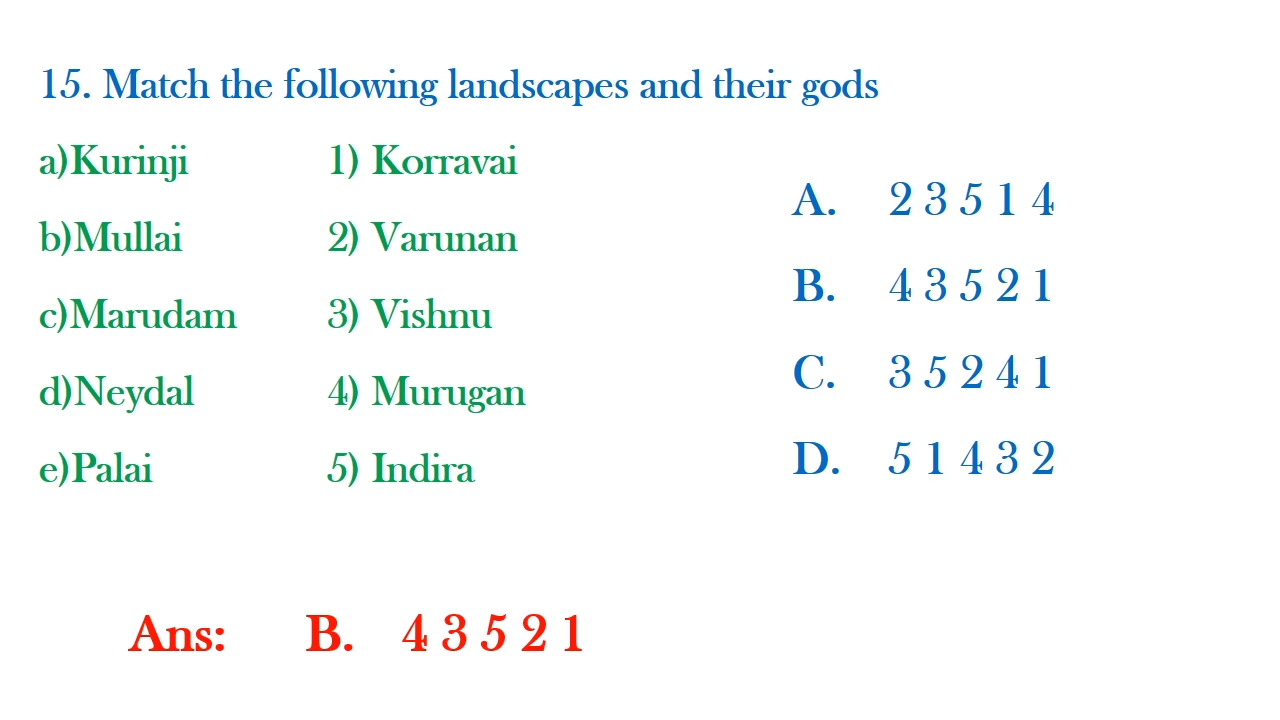 15. Match the following landscapes and their gods
a)Kurinji 1) Korravai
b)Mullai 2) Varunan
c)Marudam 3) Vishnu
d)Neydal 4) Murugan
e)Palai 5) Indira
A. 2 3 5 1 4
B. 4 3 5 2 1
C. 3 5 2 4 1
D. 5 1 4 3 2
Ans: B. 4 3 5 2 1